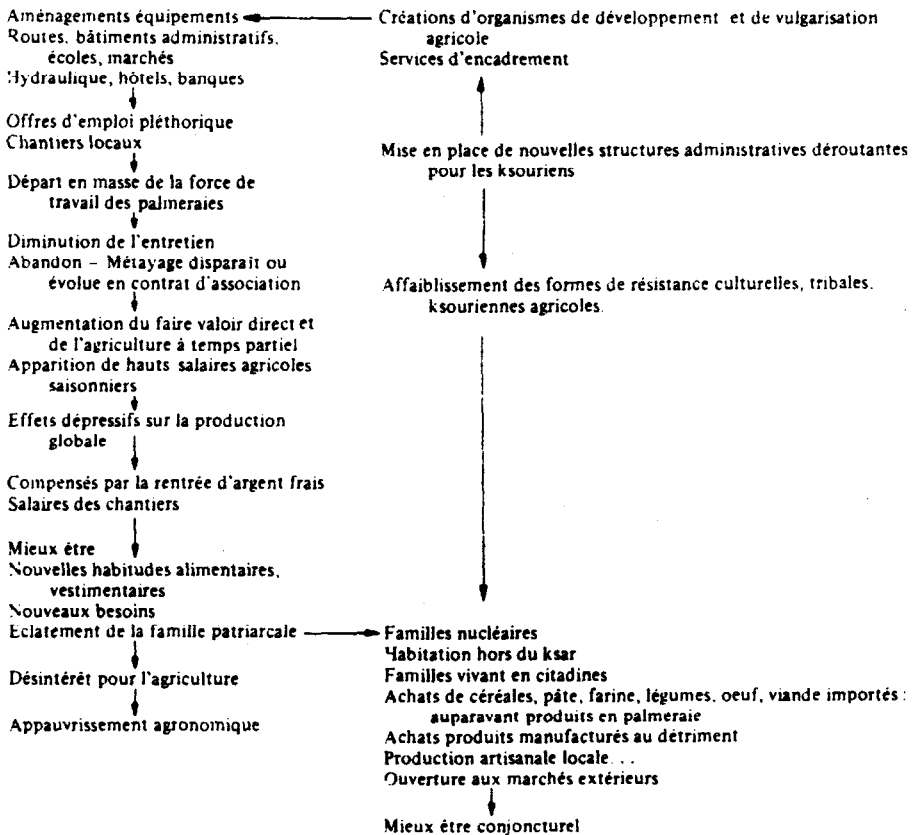 Aménagements équipements
Routes, bâtiments administratifs,
écoles, marchés
Hydraulique, hôtels, banques
Offres d'emploi pléthorique
Chantiers locaux
Départ en masse de la force de
travail des palmeraies
Diminution de l'entretien
Abandon – Métayage disparaît ou
évolue en contrat d'association
Augmentation du faire valoir direct et
de l'agriculture à temps partiel
Apparition de hauts salaires agricoles
saisonniers
Effets dépressifs sur la production
globale
Compensés par la rentrée d'argent frais
Salaires des chantiers
Mieux être
Nouvelles habitudes alimentaires,
vestimentaires
Nouveaux besoins
Eclatement de la famille patriarcale
Désintérêt pour l'agriculture
Appauvrissement agronomique
Créations d'organismes de développement et de vulgarisation
agricole
Services d'encadrement
Mise en place de nouvelles structures administratives déroutantes
pour les ksouriens
Affaiblissement des formes de résistance culturelles, tribales,
ksouriennes agricoles.
Familles nucléaires
Habitation hors du ksar
Familles vivant en citadines
Achats de céréales, pâte, farine, légumes, oeuf, viande importés :
auparavant produits en palmeraie
Achats produits manufacturés au détriment
Production artisanale locale. . .
Ouverture aux marchés extérieurs
Mieux être conjoncturel